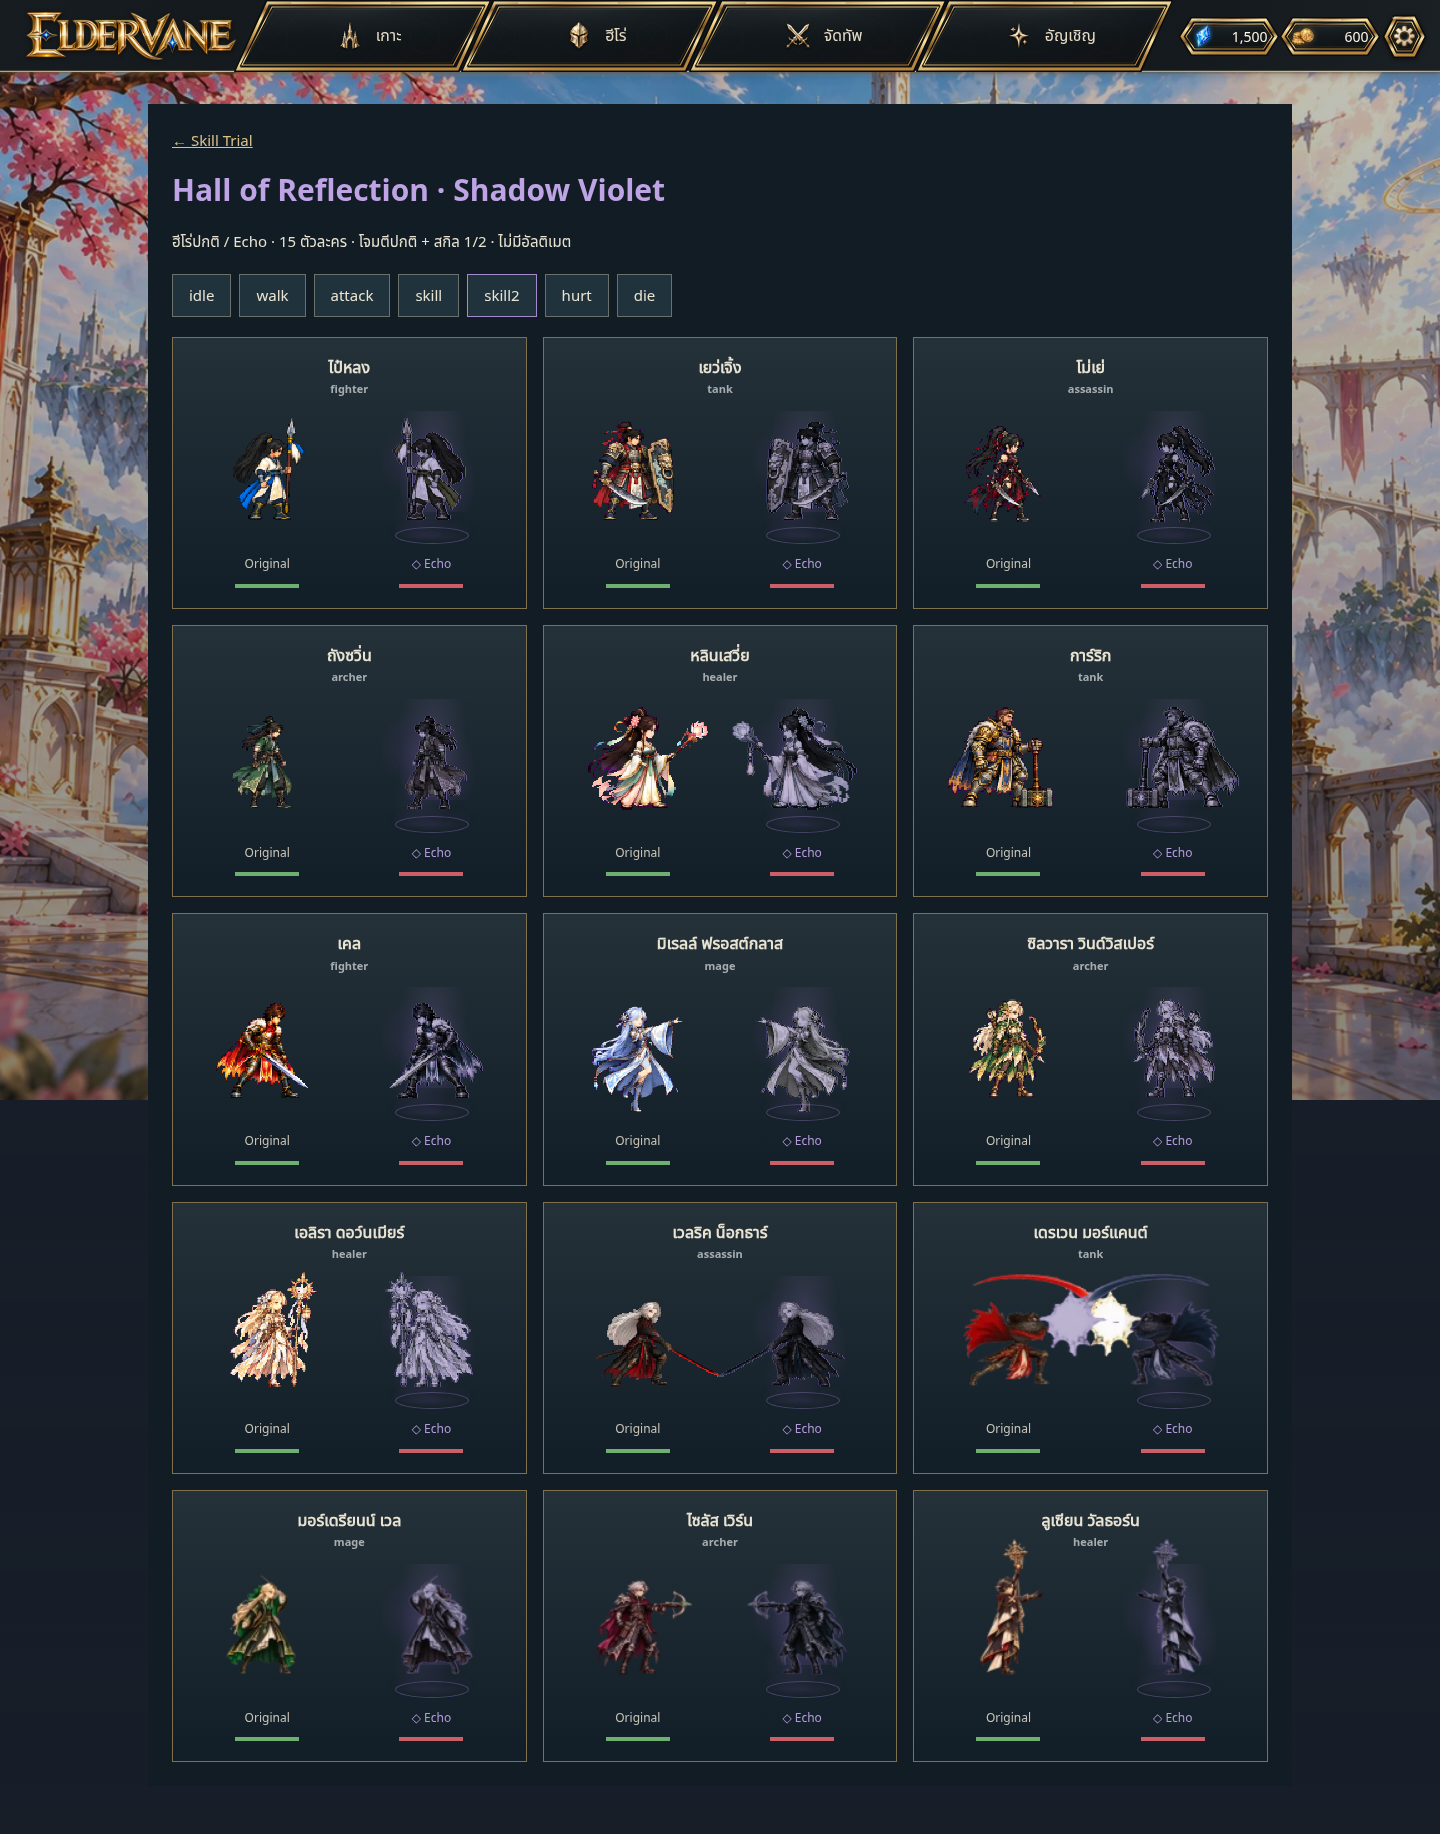 ELDERVANE
เกาะ
ฮีโร่
จัดทัพ
อัญเชิญ
1,500
600
← Skill Trial
Hall of Reflection · Shadow Violet
ฮีโร่ปกติ / Echo · 15 ตัวละคร · โจมตีปกติ + สกิล 1/2 · ไม่มีอัลติเมต
idle
walk
attack
skill
skill2
hurt
die
ไป๋หลง
fighter
Original
◇ Echo
เยว่เจิ้ง
tank
Original
◇ Echo
โม่เย่
assassin
Original
◇ Echo
ถังซวิ่น
archer
Original
◇ Echo
หลินเสวี่ย
healer
Original
◇ Echo
การ์ริก
tank
Original
◇ Echo
เคล
fighter
Original
◇ Echo
มิเรลล์ ฟรอสต์กลาส
mage
Original
◇ Echo
ซิลวารา วินด์วิสเปอร์
archer
Original
◇ Echo
เอลิรา ดอว์นเมียร์
healer
Original
◇ Echo
เวลริค น็อกธาร์
assassin
Original
◇ Echo
เดรเวน มอร์แคนต์
tank
Original
◇ Echo
มอร์เดรียนน์ เวล
mage
Original
◇ Echo
ไซลัส เวิร์น
archer
Original
◇ Echo
ลูเซียน วัลธอร์น
healer
Original
◇ Echo